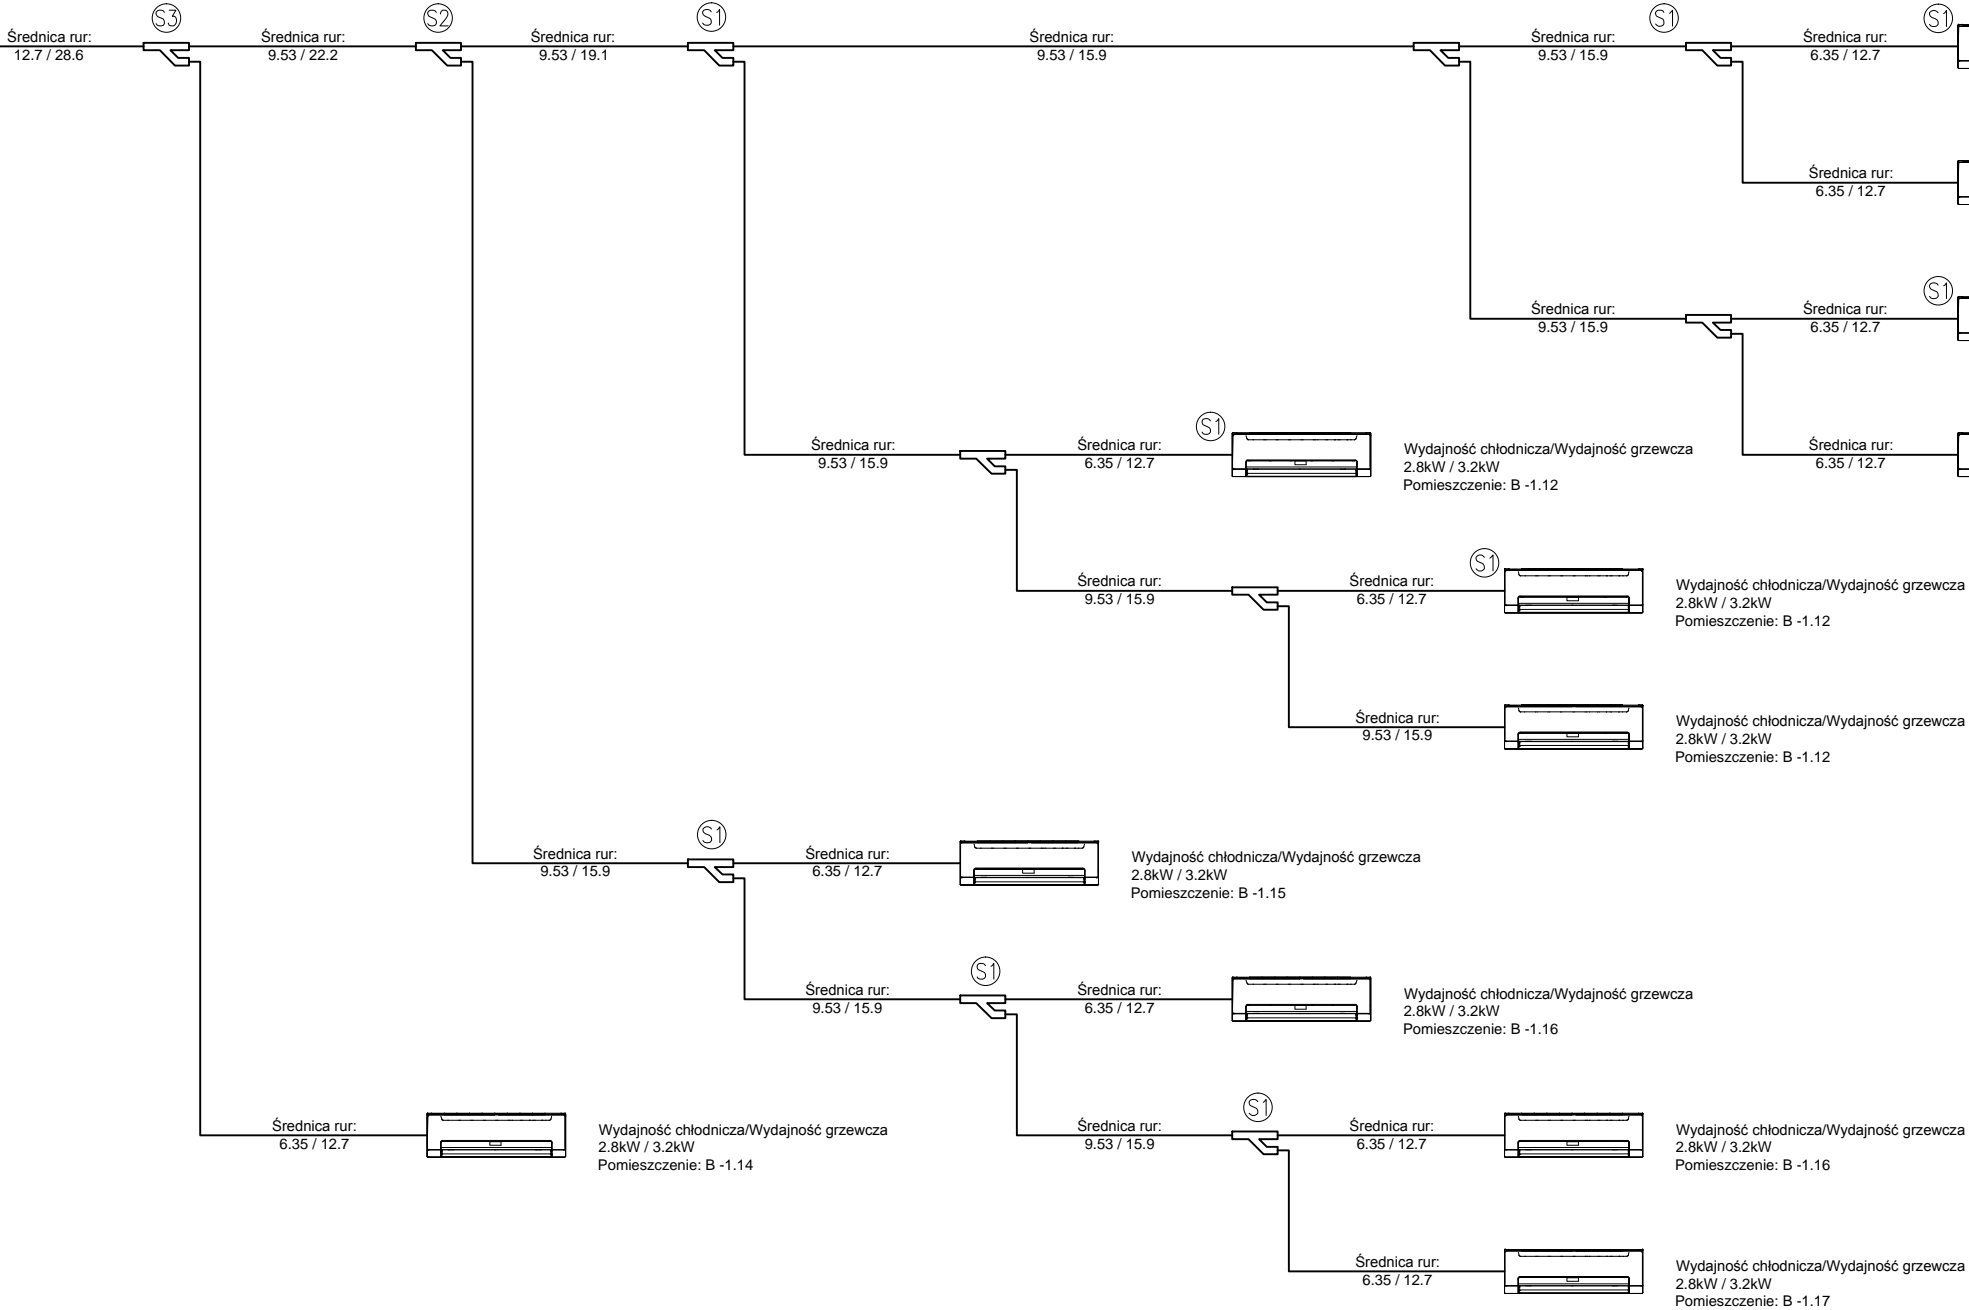 S3
S2
S1
S1
S1
Średnica rur:
12.7 / 28.6
Średnica rur:
9.53 / 22.2
Średnica rur:
9.53 / 19.1
Średnica rur:
9.53 / 15.9
Średnica rur:
9.53 / 15.9
Średnica rur:
6.35 / 12.7
Średnica rur:
6.35 / 12.7
S1
Średnica rur:
9.53 / 15.9
Średnica rur:
6.35 / 12.7
S1
Średnica rur:
9.53 / 15.9
Średnica rur:
6.35 / 12.7
Wydajność chłodnicza/Wydajność grzewcza
2.8kW / 3.2kW
Pomieszczenie: B -1.12
Średnica rur:
6.35 / 12.7
S1
Średnica rur:
9.53 / 15.9
Średnica rur:
6.35 / 12.7
Wydajność chłodnicza/Wydajność grzewcza
2.8kW / 3.2kW
Pomieszczenie: B -1.12
Średnica rur:
9.53 / 15.9
Wydajność chłodnicza/Wydajność grzewcza
2.8kW / 3.2kW
Pomieszczenie: B -1.12
S1
Średnica rur:
9.53 / 15.9
Średnica rur:
6.35 / 12.7
Wydajność chłodnicza/Wydajność grzewcza
2.8kW / 3.2kW
Pomieszczenie: B -1.15
S1
Średnica rur:
9.53 / 15.9
Średnica rur:
6.35 / 12.7
Wydajność chłodnicza/Wydajność grzewcza
2.8kW / 3.2kW
Pomieszczenie: B -1.16
S1
Średnica rur:
6.35 / 12.7
Wydajność chłodnicza/Wydajność grzewcza
2.8kW / 3.2kW
Pomieszczenie: B -1.14
Średnica rur:
9.53 / 15.9
Średnica rur:
6.35 / 12.7
Wydajność chłodnicza/Wydajność grzewcza
2.8kW / 3.2kW
Pomieszczenie: B -1.16
Średnica rur:
6.35 / 12.7
Wydajność chłodnicza/Wydajność grzewcza
2.8kW / 3.2kW
Pomieszczenie: B -1.17